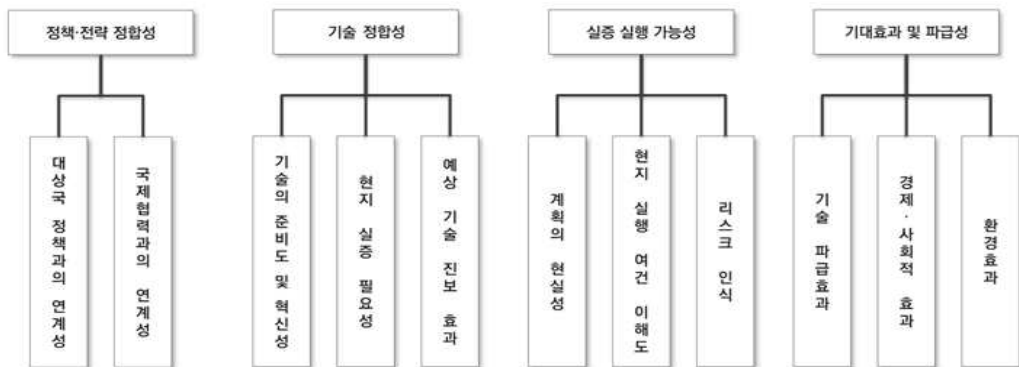 정책·전략 정합성
대상국 정책과의 연계성
국제협력과의 연계성
기술 정합성
기술의 준비도 및 혁신성
현지 실증 필요성
예상 기술 진보 효과
실증 실행 가능성
계획의 현실성
현지 실행 여건 이해도
리스크 인식
기대효과 및 파급성
기술 파급효과
경제·사회적 효과
환경효과